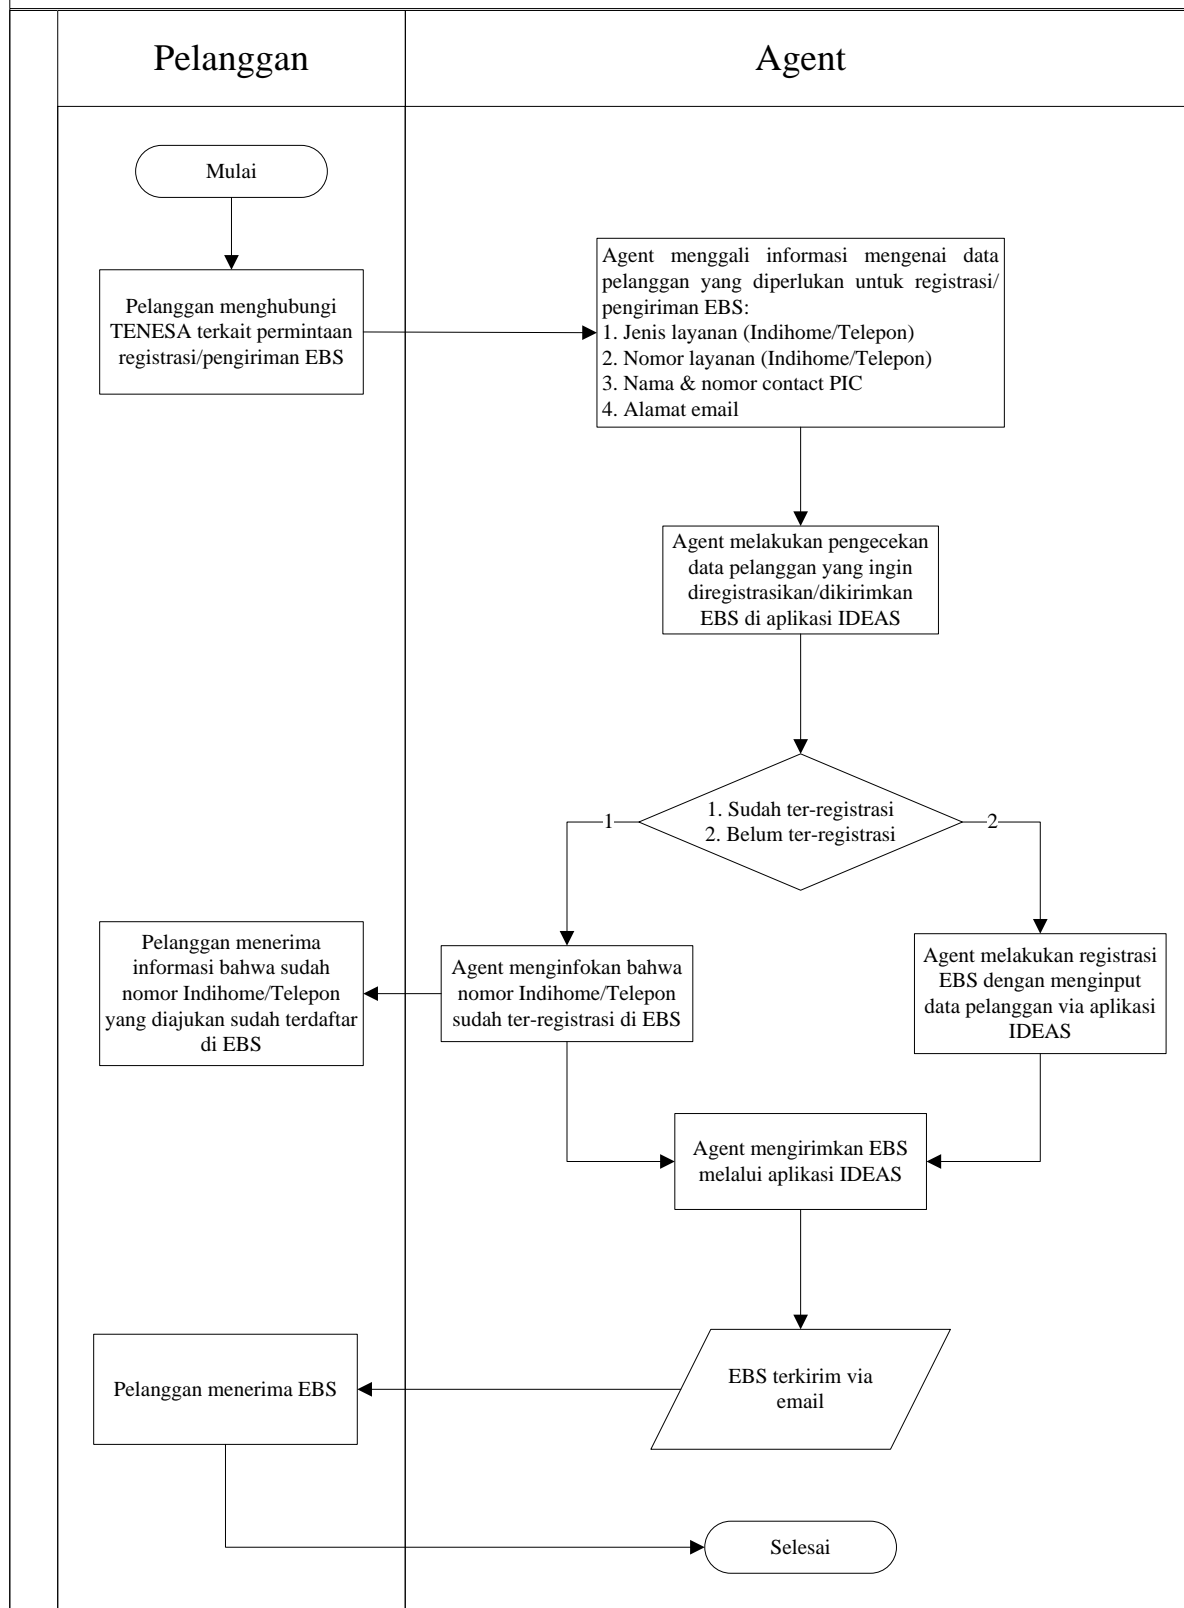 Pelanggan
Agent
Mulai
Pelanggan menghubungi
TENESA terkait permintaan
registrasi/pengiriman EBS
Agent menggali informasi mengenai data
pelanggan yang diperlukan untuk registrasi/
pengiriman EBS:
1. Jenis layanan (Indihome/Telepon)
2. Nomor layanan (Indihome/Telepon)
3. Nama & nomor contact PIC
4. Alamat email
Agent melakukan pengecekan
data pelanggan yang ingin
diregistrasikan/dikirimkan
EBS di aplikasi IDEAS
1. Sudah ter-registrasi
2. Belum ter-registrasi
1
2
Pelanggan menerima
informasi bahwa sudah
nomor Indihome/Telepon
yang diajukan sudah terdaftar
di EBS
Agent menginfokan bahwa
nomor Indihome/Telepon
sudah ter-registrasi di EBS
Agent melakukan registrasi
EBS dengan menginput
data pelanggan via aplikasi
IDEAS
Agent mengirimkan EBS
melalui aplikasi IDEAS
Pelanggan menerima EBS
EBS terkirim via
email
Selesai